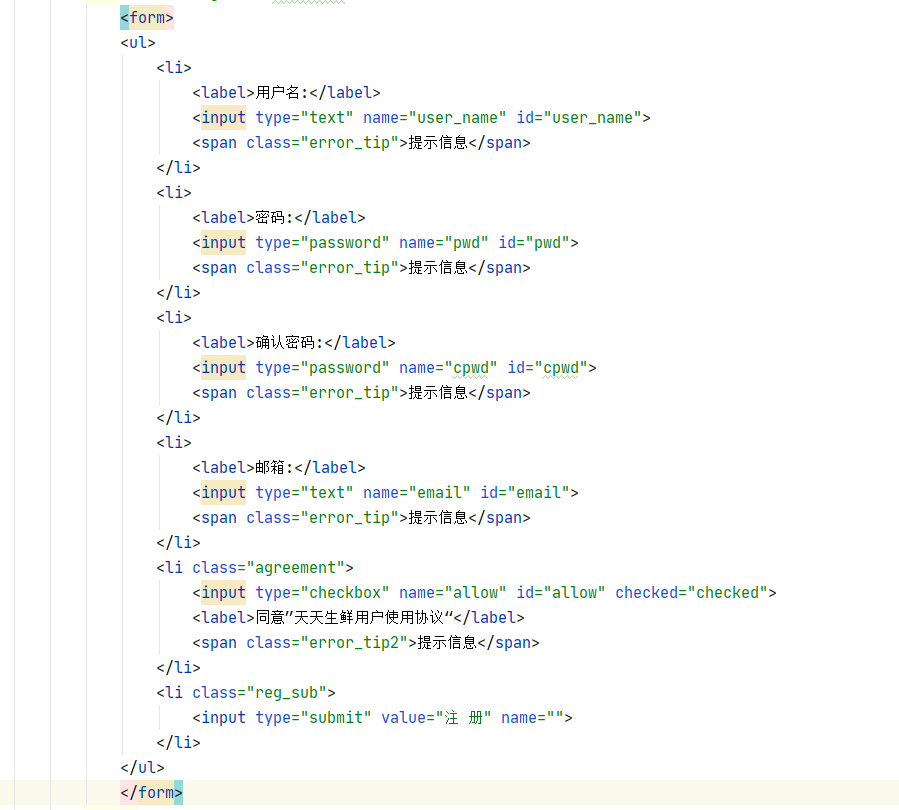 <form>
<ul>
<li>
<label>用户名:</label>
<input type="text" name="user_name" id="user_name">
<span class="error_tip">提示信息</span>
</li>
<li>
<label>密码:</label>
<input type="password" name="pwd" id="pwd">
<span class="error_tip">提示信息</span>
</li>
<li>
<label>确认密码:</label>
<input type="password" name="cpwd" id="cpwd">
<span class="error_tip">提示信息</span>
</li>
<li>
<label>邮箱:</label>
<input type="text" name="email" id="email">
<span class="error_tip">提示信息</span>
</li>
<li class="agreement">
<input type="checkbox" name="allow" id="allow" checked="checked">
<label>同意”天天生鲜用户使用协议“</label>
<span class="error_tip2">提示信息</span>
</li>
<li class="reg_sub">
<input type="submit" value="注 册" name="">
</li>
</ul>
</form>